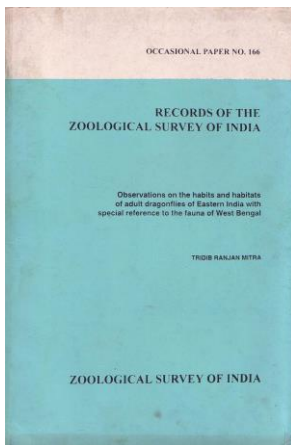 OCCASIONAL PAPER NO. 166
RECORDS OF THE
ZOOLOGICAL SURVEY OF INDIA
Observations on the habits and habitats
of adult dragonflies of Eastern India with
special reference to the fauna of West Bengal
TRIDIB RANJAN MITRA
ZOOLOGICAL SURVEY OF INDIA